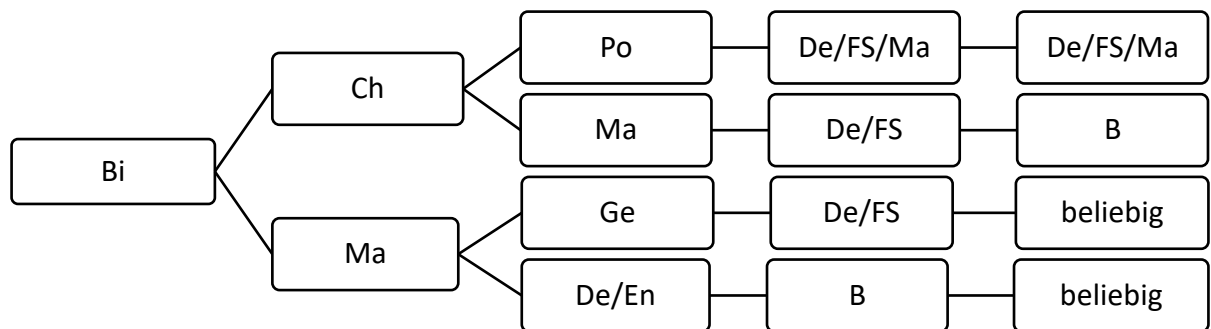 Po
De/FS/Ma
De/FS/Ma
Ch
Ma
De/FS
B
Bi
Ge
De/FS
beliebig
Ma
De/En
B
beliebig